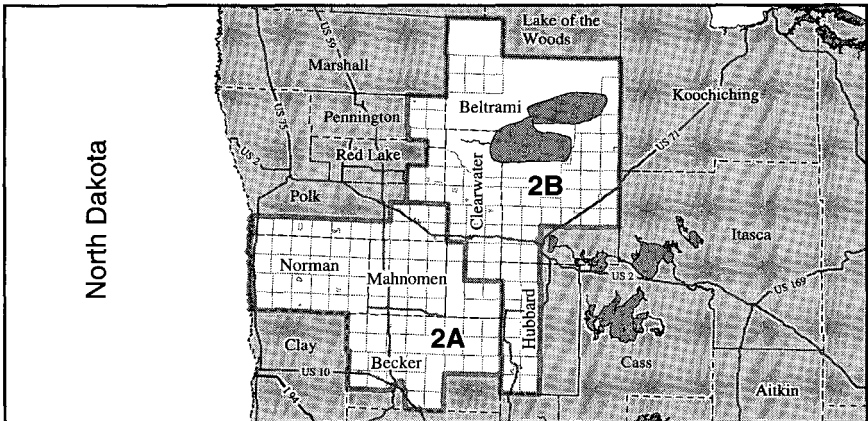 Lake of the
Woods
US 59
Marshall
Koochiching
Beltrami
US 75
Pennington
US 71
US 2
Red Lake
Clearwater
2B
Polk
North Dakota
Itasca
Norman
Mahnomen
US 2
US 169
Hubbard
2A
Clay
Becker
Cass
US 10
I 94
Aitkin